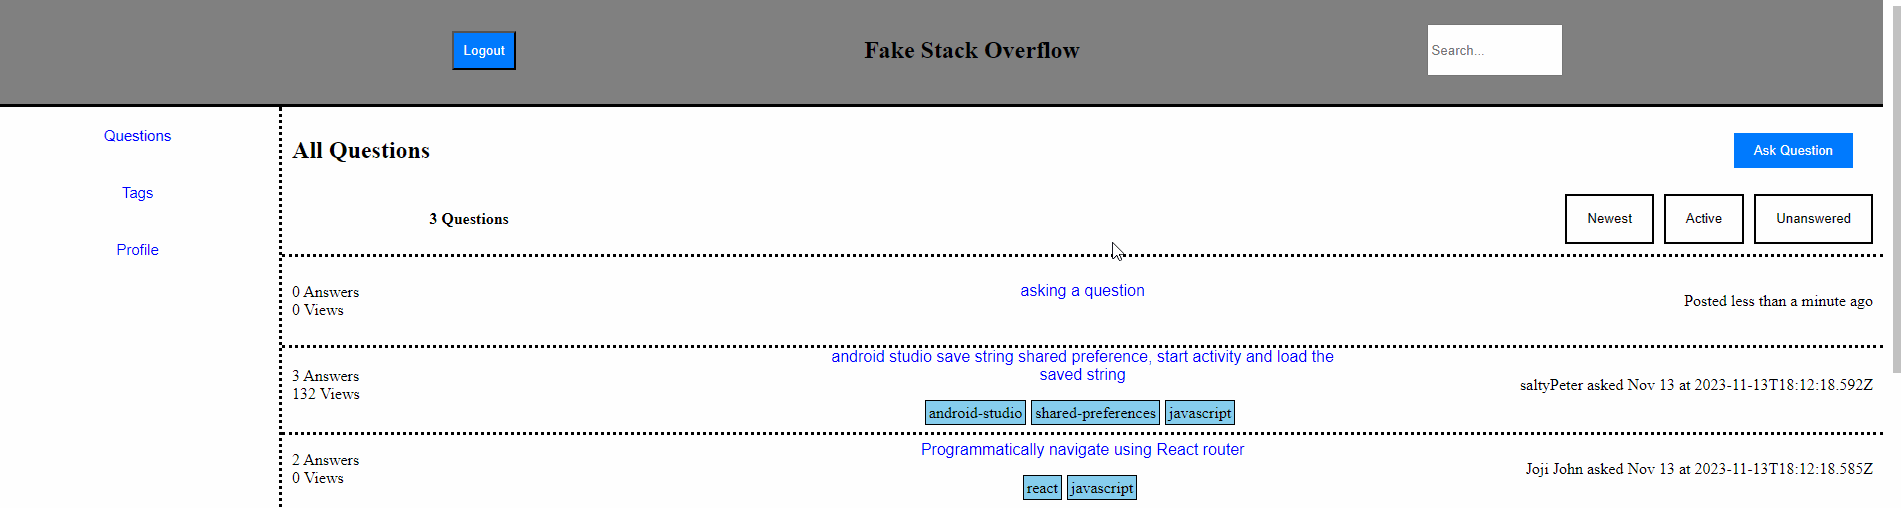 Logout
Fake Stack Overflow
Search...
Questions
Tags
Profile
All Questions
Ask Question
3 Questions
Newest
Active
Unanswered
0 Answers
0 Views
asking a question
Posted less than a minute ago
3 Answers
132 Views
android studio save string shared preference, start activity and load the
saved string
android-studio shared-preferences javascript
saltyPeter asked Nov 13 at 2023-11-13T18:12:18.592Z
2 Answers
0 Views
Programmatically navigate using React router
react javascript
Joji John asked Nov 13 at 2023-11-13T18:12:18.585Z